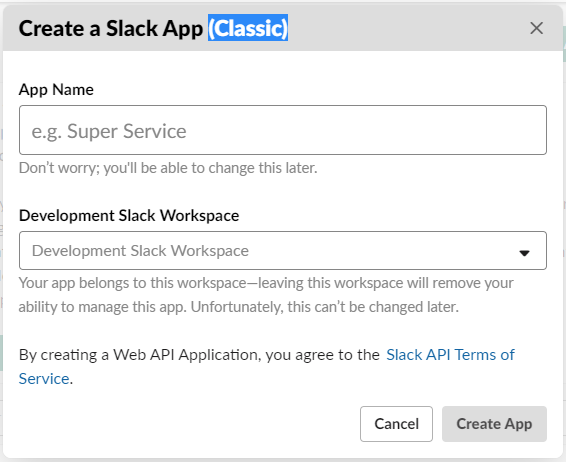 Create a Slack App (Classic)
App Name
e.g. Super Service
Don’t worry; you'll be able to change this later.
Development Slack Workspace
Development Slack Workspace
Your app belongs to this workspace—leaving this workspace will remove your
ability to manage this app. Unfortunately, this can’t be changed later.
By creating a Web API Application, you agree to the Slack API Terms of
Service.
Cancel
Create App